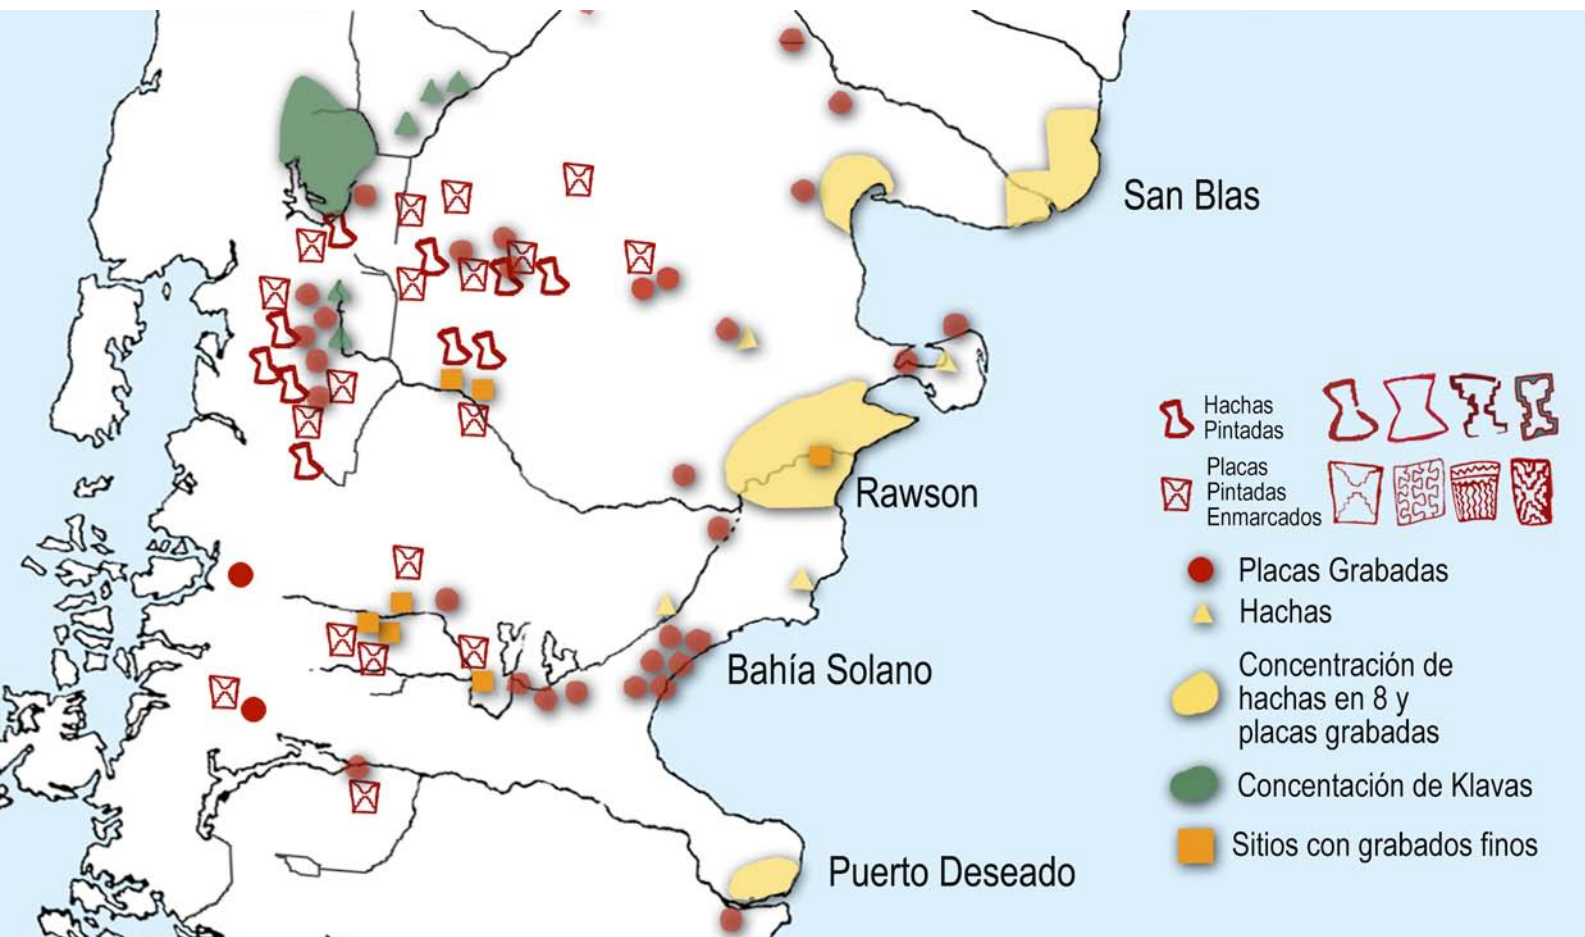 San Blas
Rawson
Bahía Solano
Puerto Deseado
Hachas
Pintadas
Placas
Pintadas
Enmarcados
Placas Grabadas
Hachas
Concentración de
hachas en 8 y
placas grabadas
Concentación de Klavas
Sitios con grabados finos